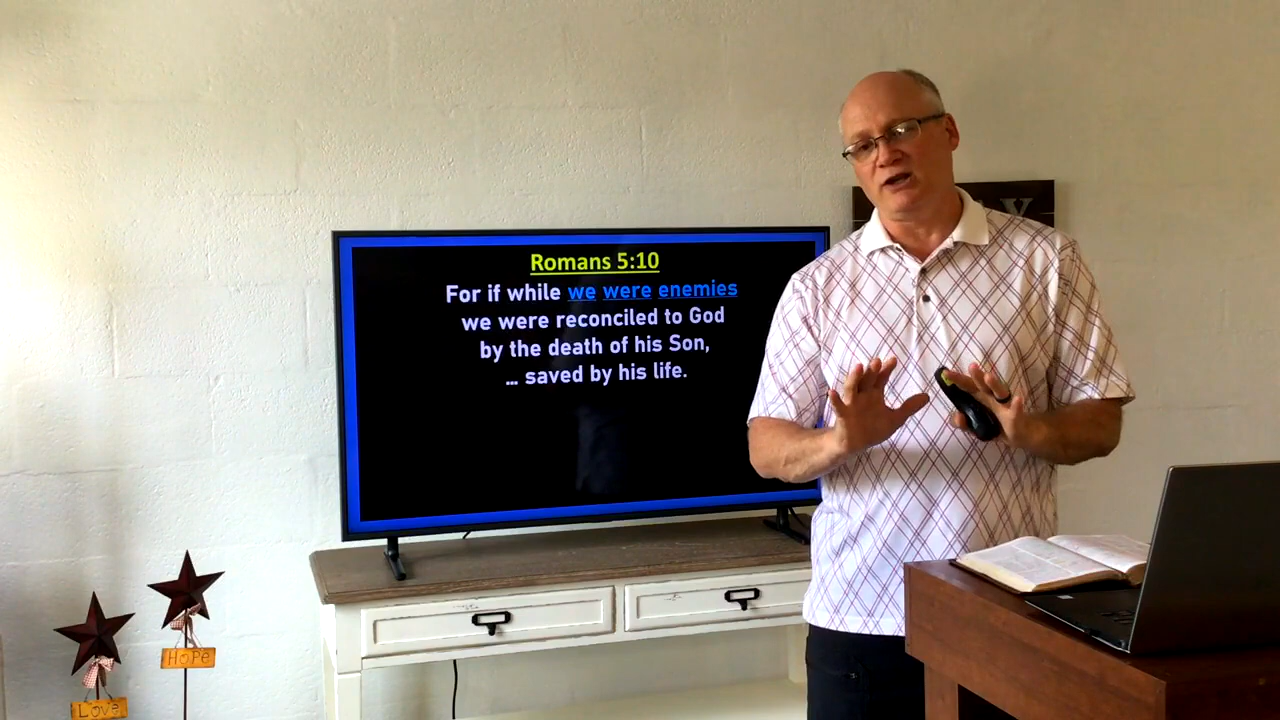 Romans 5:10
For if while we were enemies
we were reconciled to God
by the death of his Son,
... saved by his life.
HOPe
Love